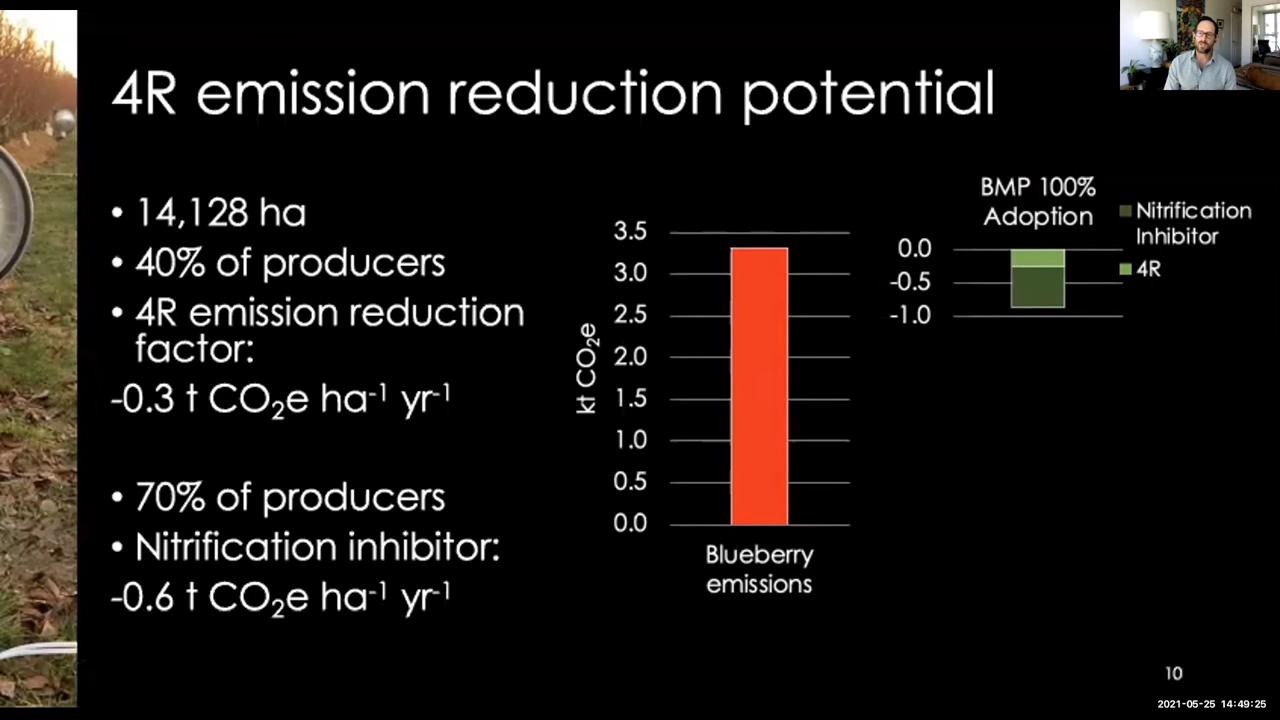 4R emission reduction potential
• 14,128 ha
• 40% of producers
• 4R emission reduction
factor:
-0.3 t CO₂e ha⁻¹ yr⁻¹
• 70% of producers
• Nitrification inhibitor:
-0.6 t CO₂e ha⁻¹ yr⁻¹
kt CO₂e
3.5
3.0
2.5
2.0
1.5
1.0
0.5
0.0
Blueberry
emissions
BMP 100%
Adoption
0.0
-0.5
-1.0
Nitrification
Inhibitor
4R
10
2021-05-25 14:49:25